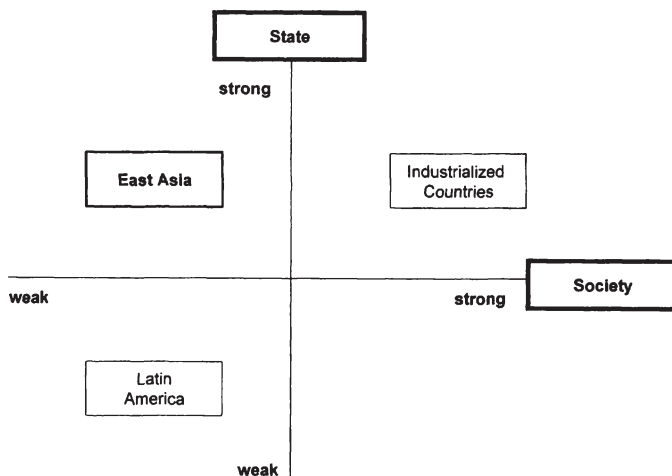 State
strong
East Asia
Industrialized
Countries
weak
strong
Society
Latin
America
weak